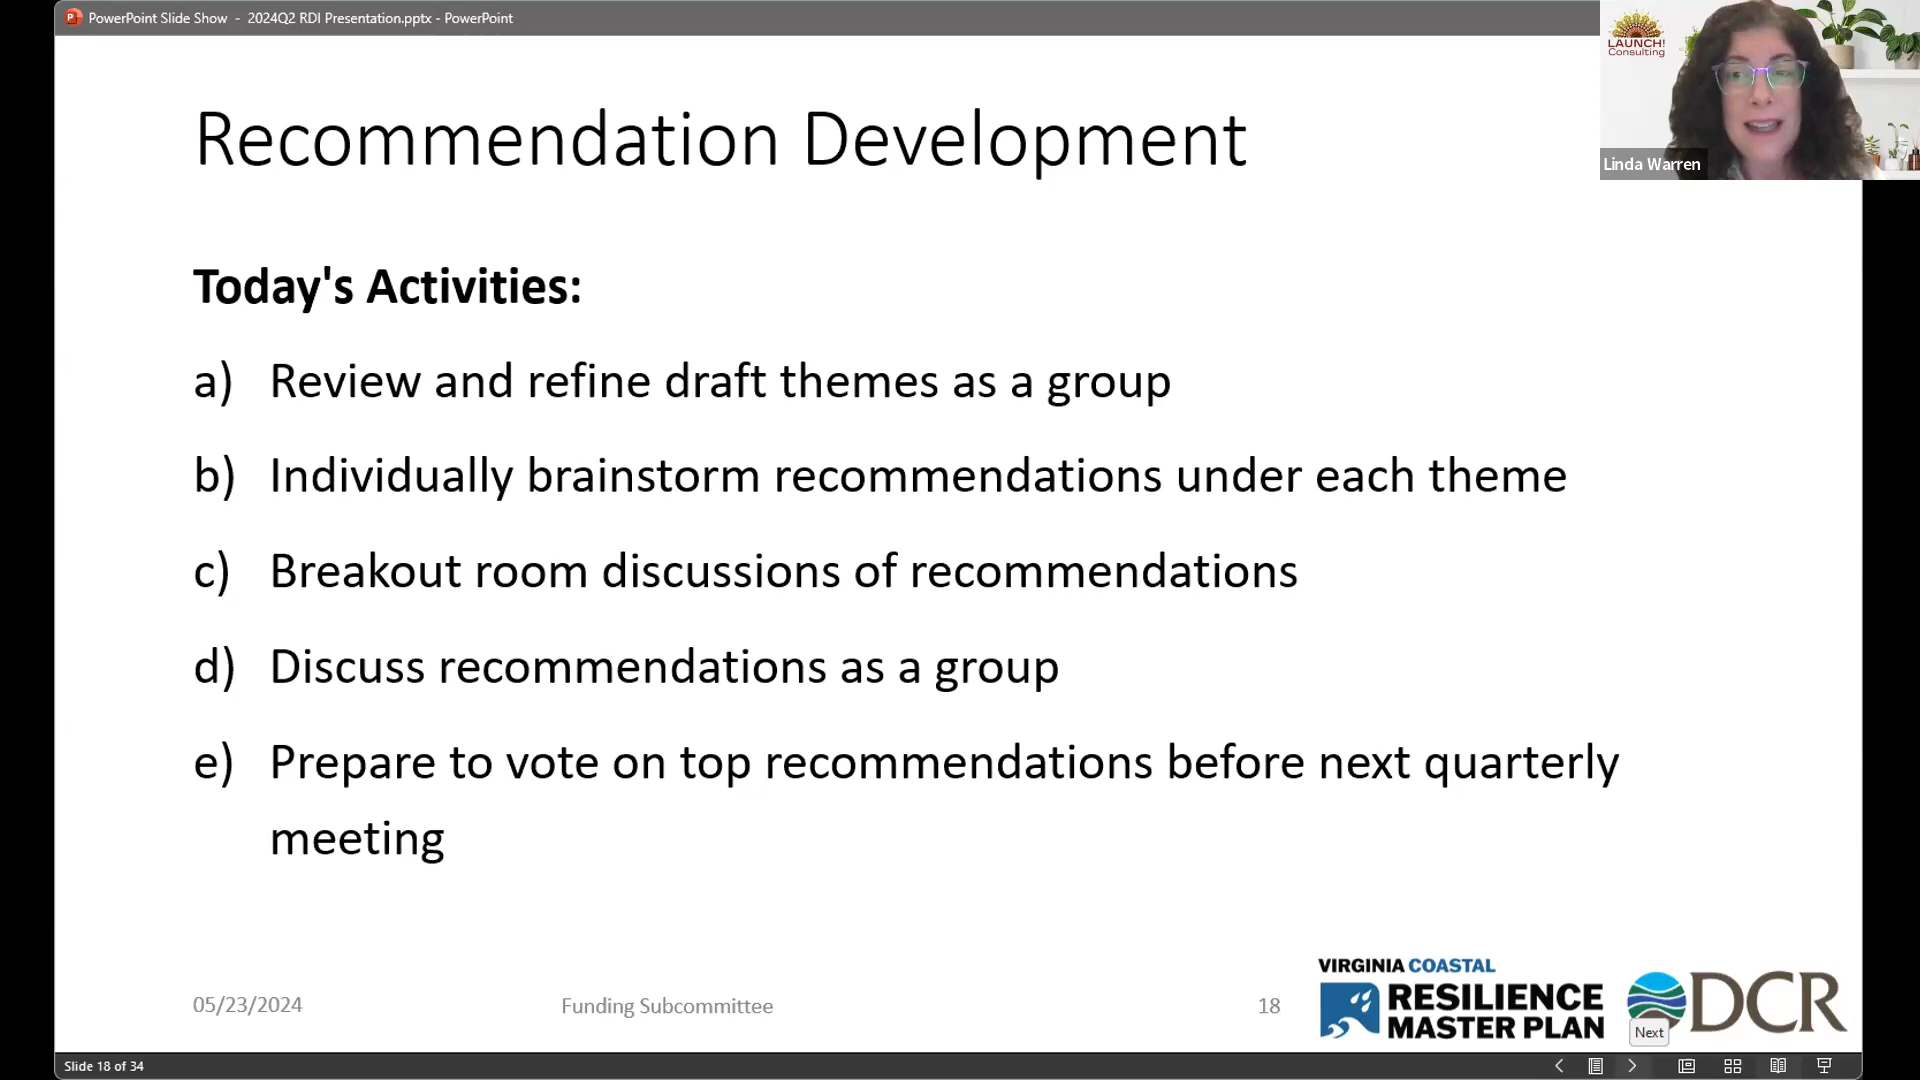 PowerPoint Slide Show - 2024Q2 RDI Presentation.pptx - PowerPoint
LAUNCH!
Consulting
Linda Warren
Recommendation Development
Today's Activities:
a) Review and refine draft themes as a group
b) Individually brainstorm recommendations under each theme
c) Breakout room discussions of recommendations
d) Discuss recommendations as a group
e) Prepare to vote on top recommendations before next quarterly
meeting
05/23/2024
Funding Subcommittee
18
VIRGINIA COASTAL
RESILIENCE
MASTER PLAN
DCR
Next
Slide 18 of 34